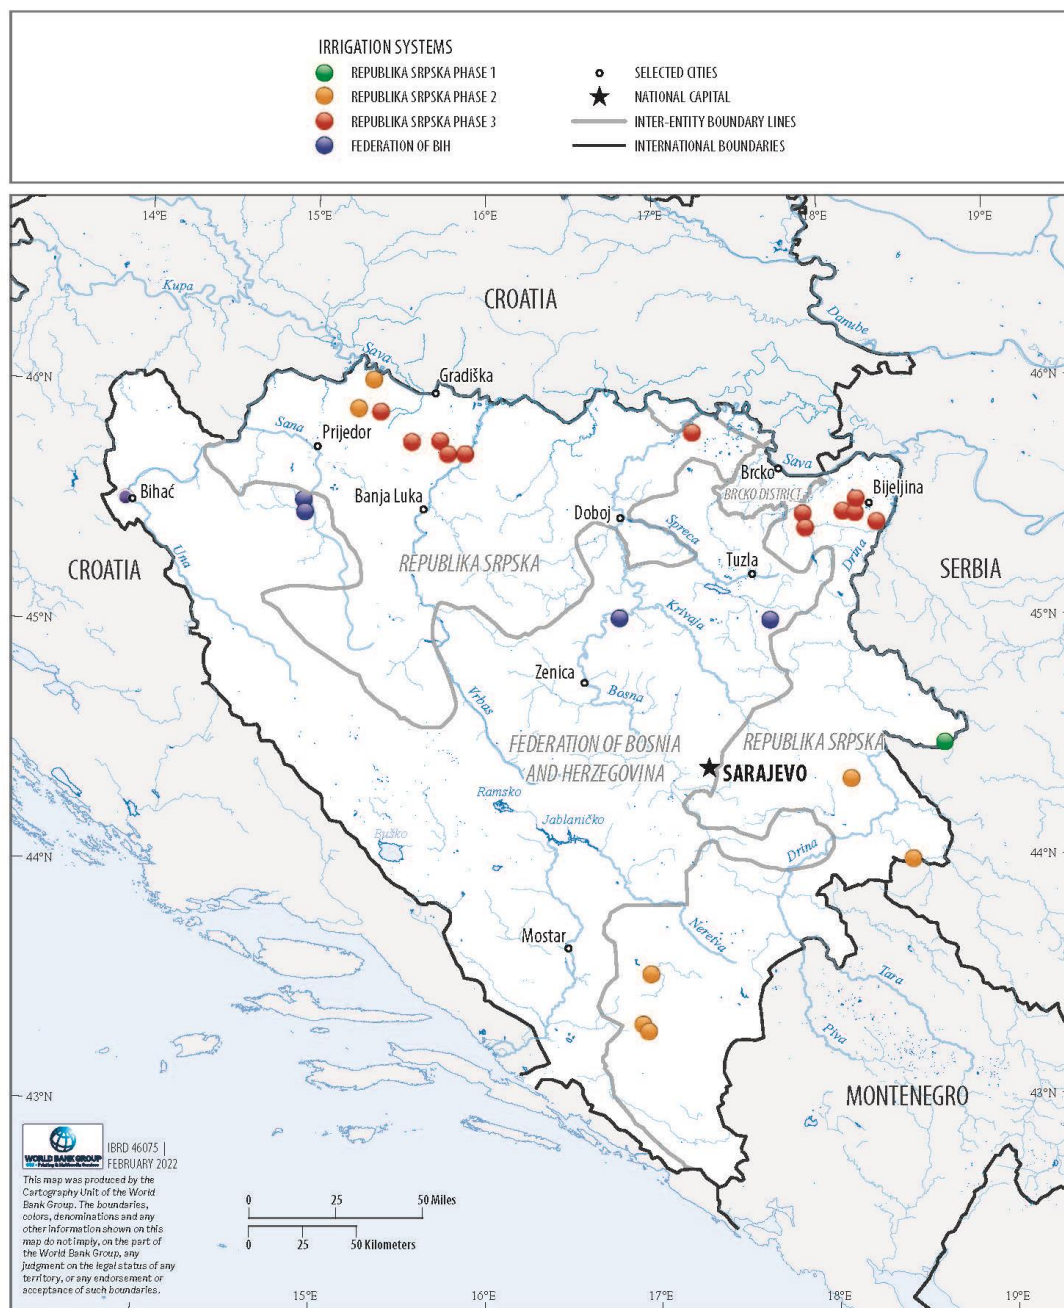 IRRIGATION SYSTEMS
REPUBLIKA SRPSKA PHASE 1
REPUBLIKA SRPSKA PHASE 2
REPUBLIKA SRPSKA PHASE 3
FEDERATION OF BIH
SELECTED CITIES
NATIONAL CAPITAL
INTER-ENTITY BOUNDARY LINES
INTERNATIONAL BOUNDARIES
14°E
15°E
16°E
17°E
18°E
19°E
Kupa
CROATIA
Danube
Sava
46°N
46°N
Gradiška
Sana
Prijedor
Brcko
Sava
Bihać
Banja Luka
BRCKO DISTRICT
Bijeljina
Doboj
Spreca
Una
CROATIA
REPUBLIKA SRPSKA
Tuzla
Drina
SERBIA
45°N
45°N
Krivaja
Zenica
Bosna
Vrbas
FEDERATION OF BOSNIA
AND HERZEGOVINA
REPUBLIKA SRPSKA
SARAJEVO
Ramsko
Jablaničko
Buško
44°N
44°N
Drina
Mostar
Neretva
Tara
Piva
43°N
43°N
MONTENEGRO
WORLD BANK GROUP
GSD - Printing & Multimedia Services
IBRD 46075 |
FEBRUARY 2022
This map was produced by the
Cartography Unit of the World
Bank Group. The boundaries,
colors, denominations and any
other information shown on this
map do not imply, on the part of
the World Bank Group, any
judgment on the legal status of any
territory, or any endorsement or
acceptance of such boundaries.
0 25 50 Miles
0 25 50 Kilometers
14°E
15°E
16°E
17°E
18°E
19°E